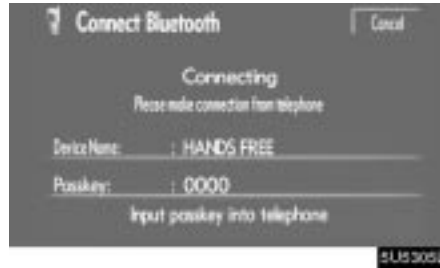 Connect Bluetooth
Cancel
Connecting
Please make connection from telephone
Device Name: : HANDS FREE
Passkey: : 0000
Input passkey into telephone
5US305